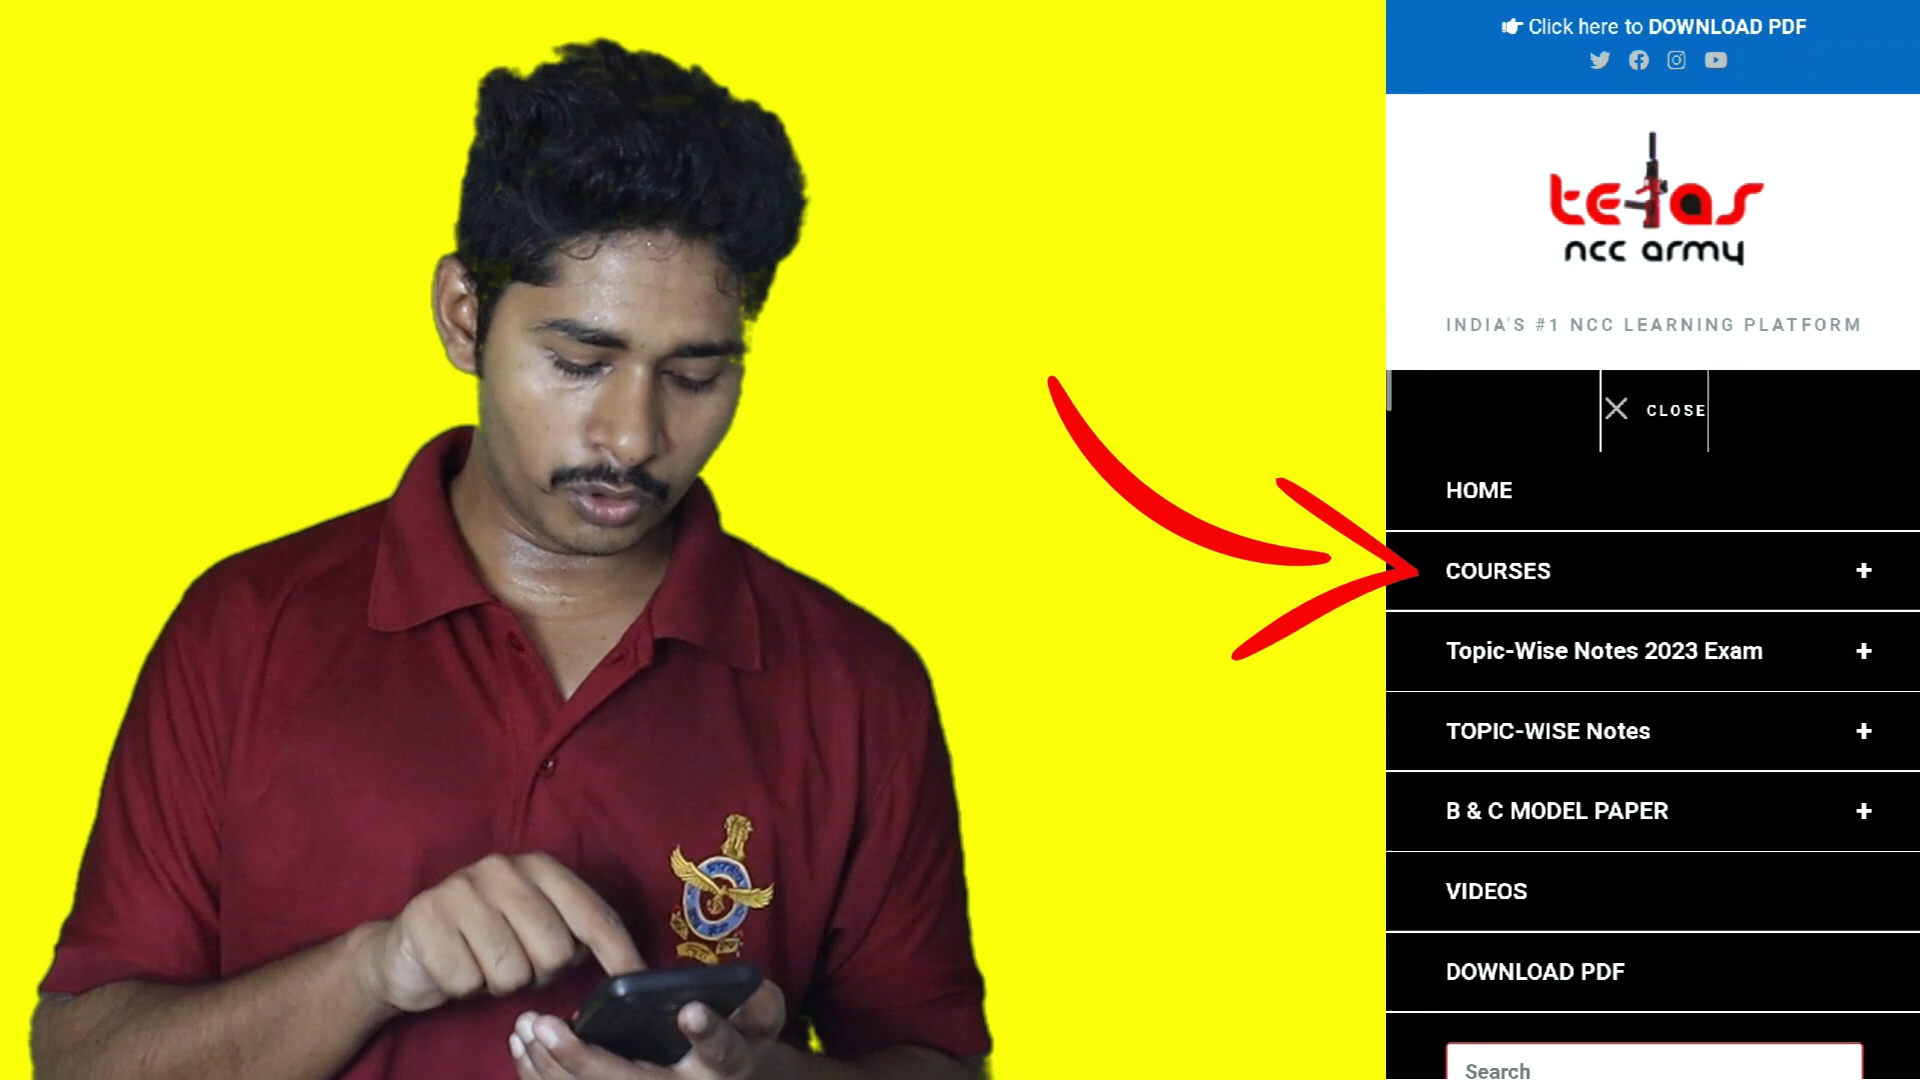 Click here to DOWNLOAD PDF
tejas
ncc army
INDIA'S #1 NCC LEARNING PLATFORM
CLOSE
HOME
COURSES +
Topic-Wise Notes 2023 Exam +
TOPIC-WISE Notes +
B & C MODEL PAPER +
VIDEOS
DOWNLOAD PDF
Search